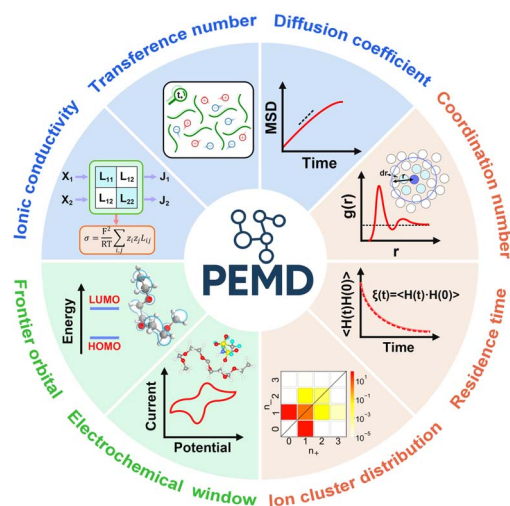 Transference number
Diffusion coefficient
Coordination number
Residence time
Ion cluster distribution
Electrochemical window
Frontier orbital
Ionic conductivity
t₊
MSD
Time
dr
r
g(r)
r
<H(t)H(0)>
ξ(t)=<H(t)·H(0)>
Time
n_
3
2
1
0
0 1 2 3
n₊
10¹
10⁻¹
10⁻³
10⁻⁵
Current
Potential
Energy
LUMO
HOMO
X₁ L₁₁ L₁₂ J₁
X₂ L₁₂ L₂₂ J₂
σ = F²/RT ∑i,j zᵢzⱼLᵢⱼ
PEMD